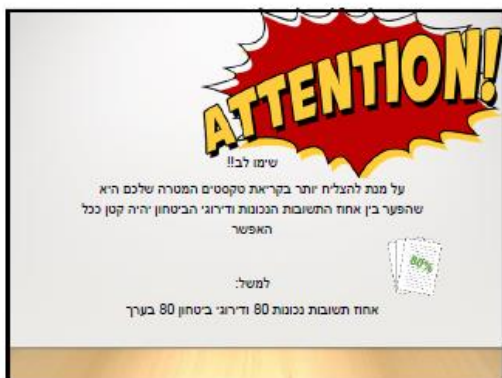 ATTENTION!
שימו לב!!
על מנת להצליח יותר בקריאת טקסטים המטרה שלכם היא
שהפער בין אחוז התשובות הנכונות ודירוגי הביטחון יהיה קטן ככל
האפשר
80%
למשל:
אחוז תשובות נכונות 80 ודירוגי ביטחון 80 בערך